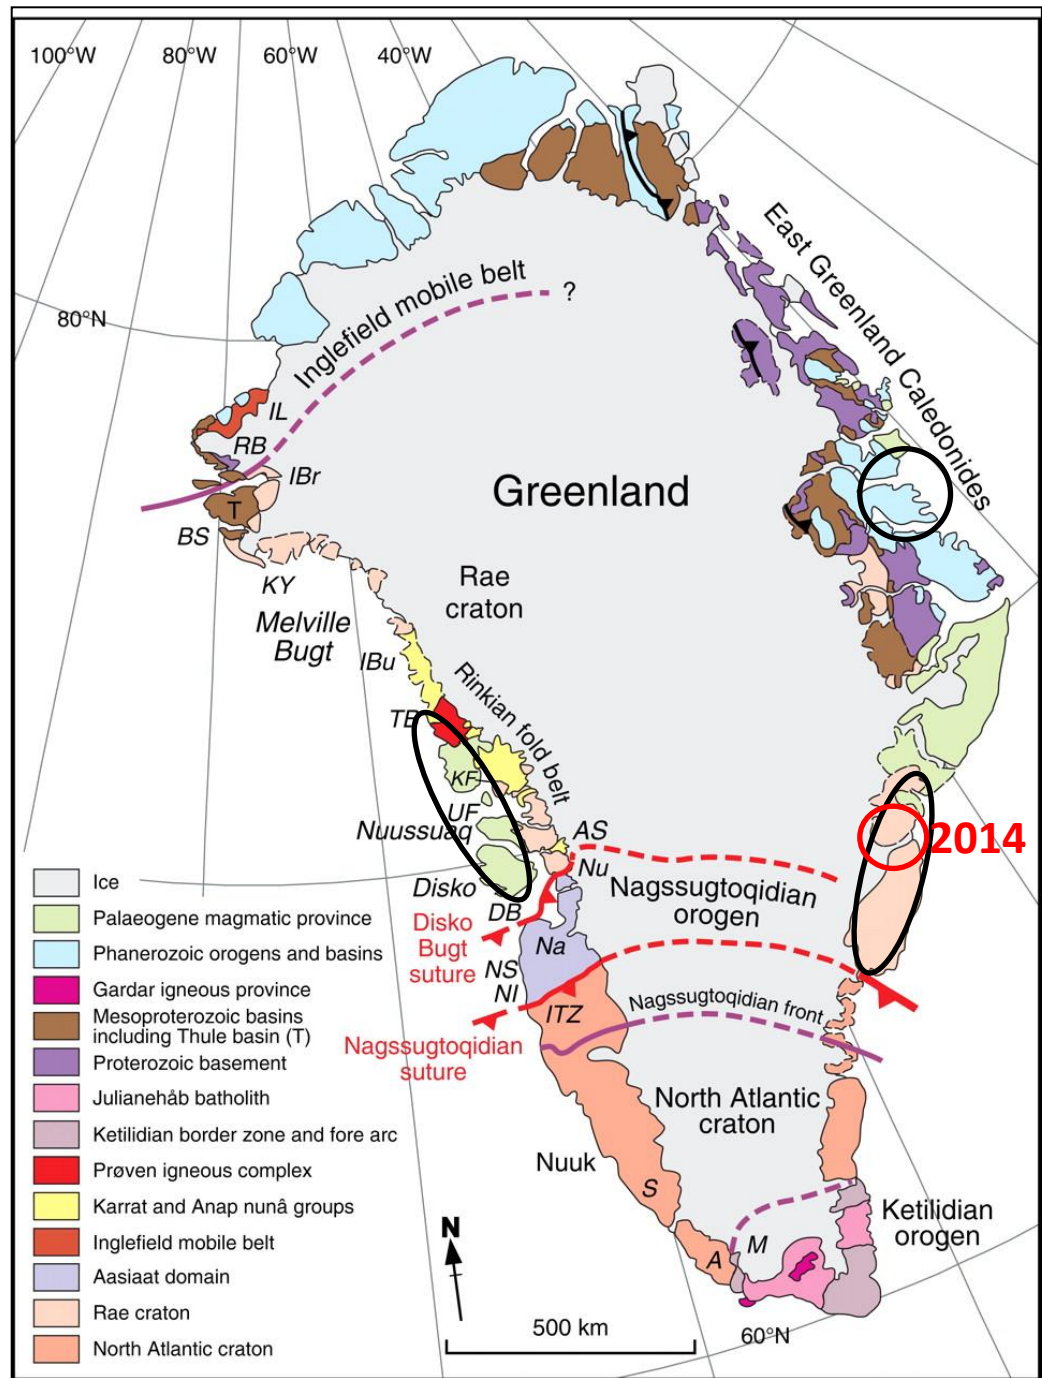 100°W
80°W
60°W
40°W
80°N
East Greenland Caledonides
Inglefield mobile belt
?
IL
RB
IBr
T
BS
KY
Greenland
Melville
Bugt
Rae
craton
IBu
Rinkian fold belt
TB
KF
UF
Nuussuaq
AS
2014
Nu
Disko
DB
Nagssugtoqidian
orogen
Disko
Bugt
suture
Na
NS
NI
ITZ
Nagssugtoqidian front
Nagssugtoqidian
suture
North Atlantic
craton
Nuuk
S
Ketilidian
orogen
M
A
N
500 km
60°N
Ice
Palaeogene magmatic province
Phanerozoic orogens and basins
Gardar igneous province
Mesoproterozoic basins
including Thule basin (T)
Proterozoic basement
Julianehåb batholith
Ketilidian border zone and fore arc
Prøven igneous complex
Karrat and Anap nunâ groups
Inglefield mobile belt
Aasiaat domain
Rae craton
North Atlantic craton